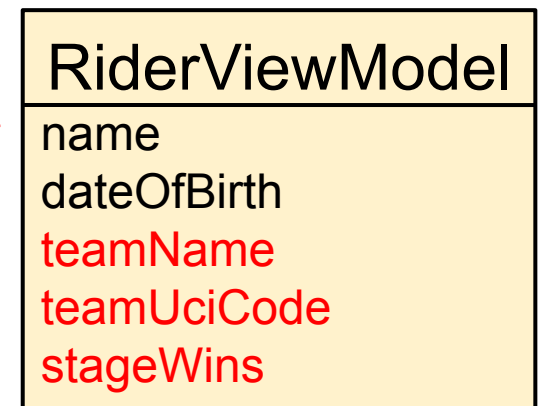 RiderViewModel
name
dateOfBirth
teamName
teamUciCode
stageWins